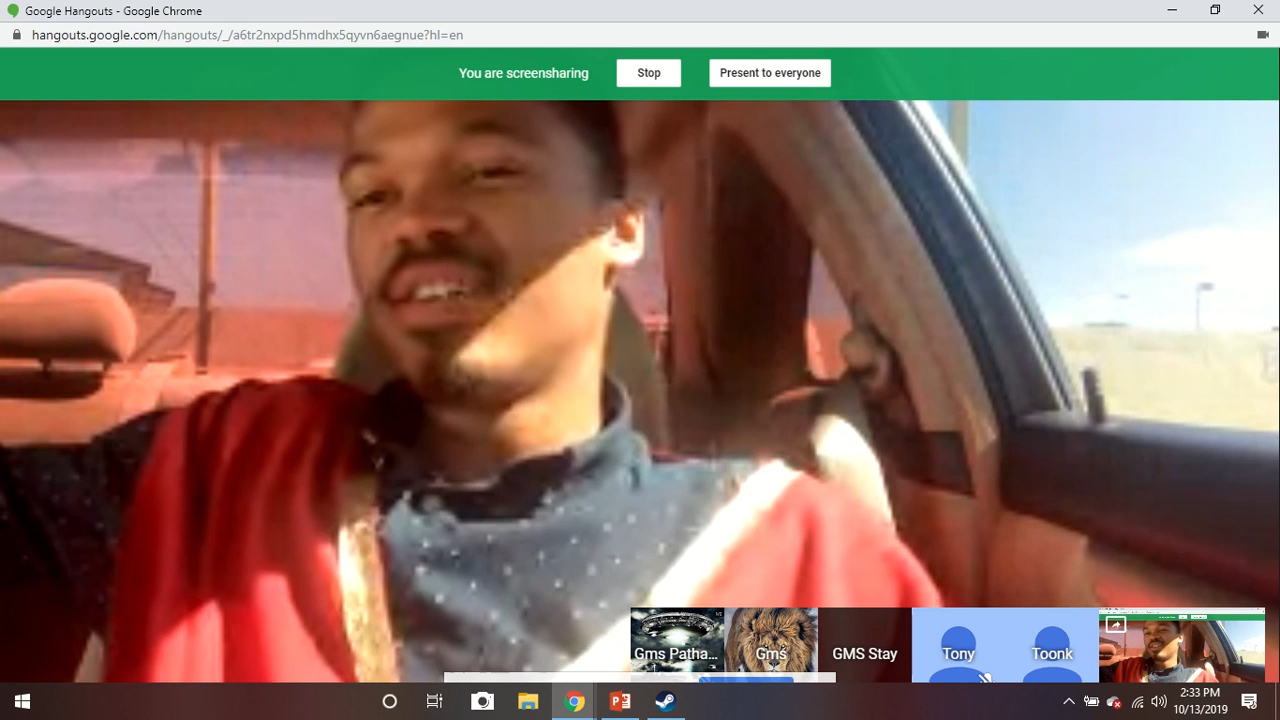 Google Hangouts - Google Chrome
hangouts.google.com/hangouts/_/a6tr2nxpd5hmdhx5qyvn6aegnue?hl=en
You are screensharing
Stop
Present to everyone
Gms Patha...
Gms
GMS Stay
Tony
Toonk
2:33 PM
10/13/2019